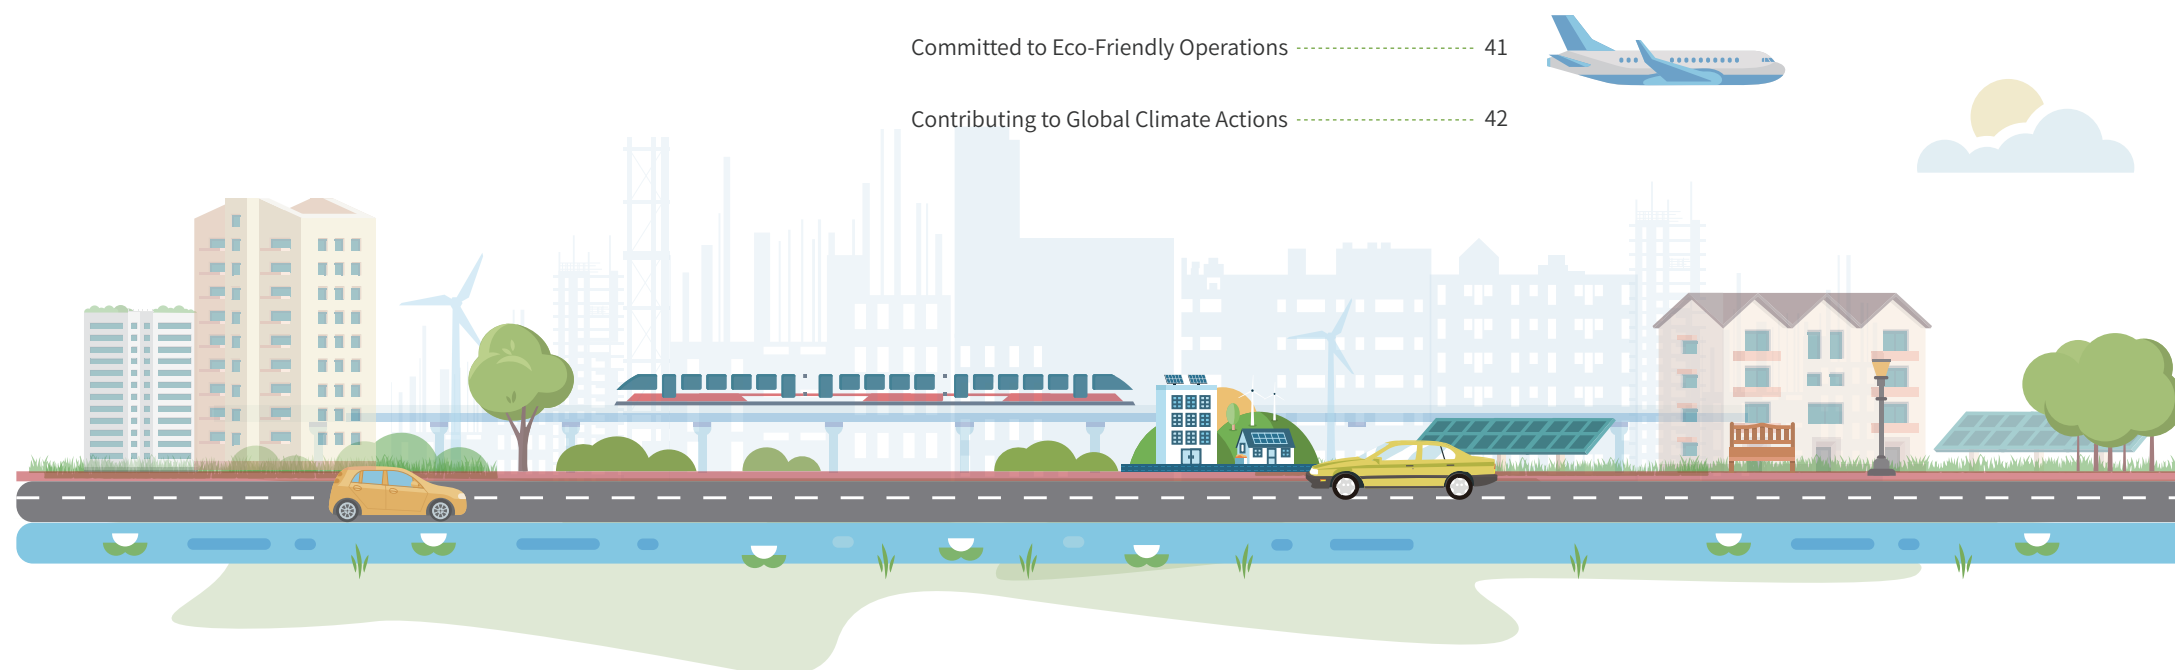 Committed to Eco-Friendly Operations 41
Contributing to Global Climate Actions 42